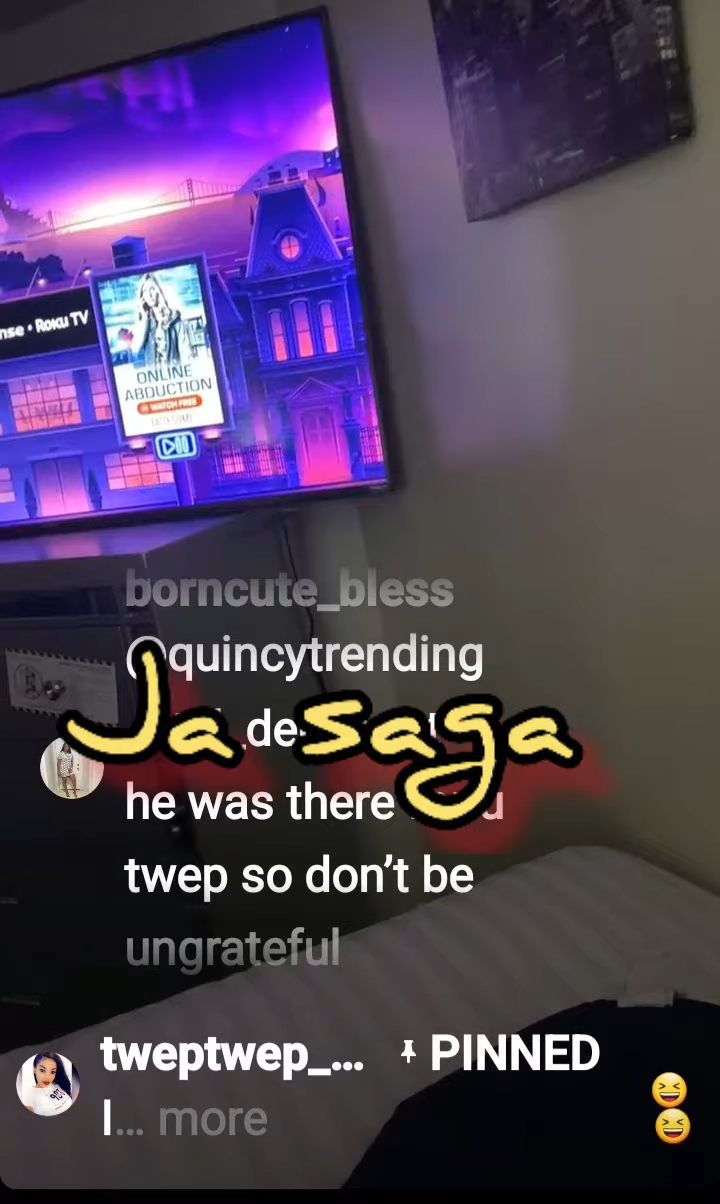 nse • Roku TV
ONLINE
ABDUCTION
WATCH FREE
borncute_bless
@quincytrending
Ja saga
he was there
twep so don’t be
ungrateful
tweptwep_... PINNED
I... more